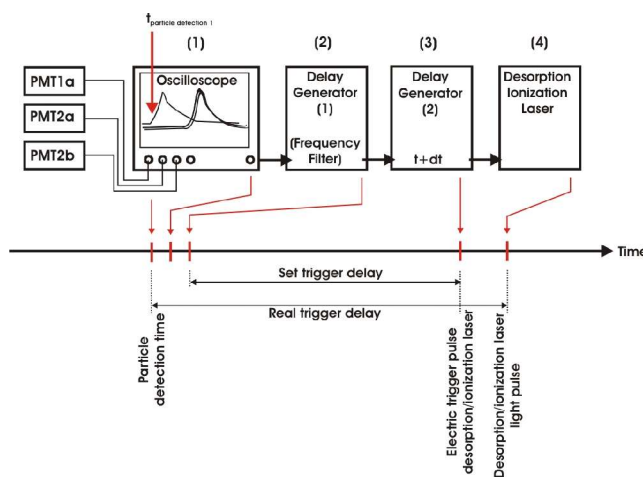 t particle detection 1
(1)
(2)
(3)
(4)
PMT1a
PMT2a
PMT2b
Oscilloscope
Delay
Generator
(1)
(Frequency
Filter)
Delay
Generator
(2)
t+dt
Desorption
Ionization
Laser
Time
Set trigger delay
Real trigger delay
Particle
detection time
Electric trigger pulse
desorption/ionization laser
Desorption/ionization laser
light pulse